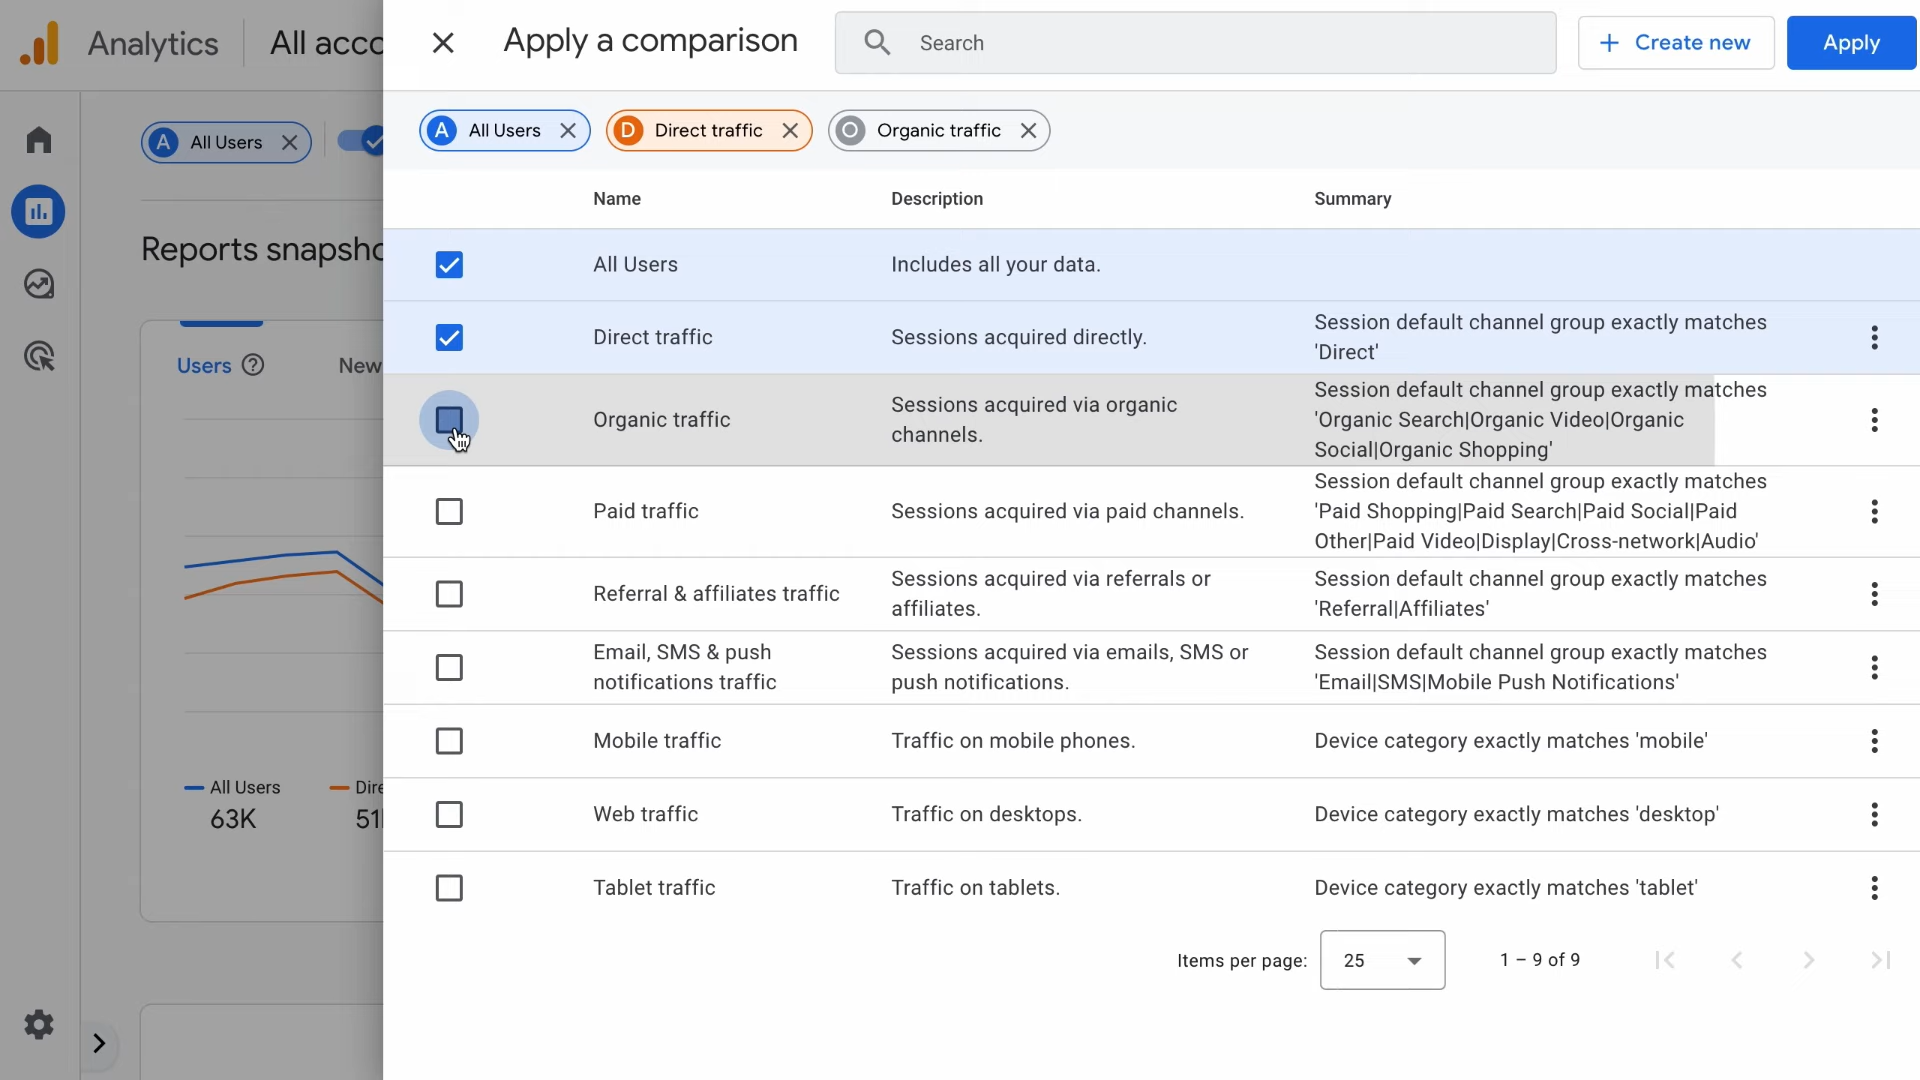 Analytics
All acco
Apply a comparison
Search
+ Create new
Apply
A All Users
A All Users
D Direct traffic
O Organic traffic
Name
Description
Summary
Reports snapsho
All Users
Includes all your data.
Direct traffic
Sessions acquired directly.
Session default channel group exactly matches
'Direct'
Users
New
Organic traffic
Sessions acquired via organic
channels.
Session default channel group exactly matches
'Organic Search|Organic Video|Organic
Social|Organic Shopping'
Paid traffic
Sessions acquired via paid channels.
Session default channel group exactly matches
'Paid Shopping|Paid Search|Paid Social|Paid
Other|Paid Video|Display|Cross-network|Audio'
Referral & affiliates traffic
Sessions acquired via referrals or
affiliates.
Session default channel group exactly matches
'Referral|Affiliates'
Email, SMS & push
notifications traffic
Sessions acquired via emails, SMS or
push notifications.
Session default channel group exactly matches
'Email|SMS|Mobile Push Notifications'
Mobile traffic
Traffic on mobile phones.
Device category exactly matches 'mobile'
All Users
63K
Dire
51
Web traffic
Traffic on desktops.
Device category exactly matches 'desktop'
Tablet traffic
Traffic on tablets.
Device category exactly matches 'tablet'
Items per page:
25
1 – 9 of 9